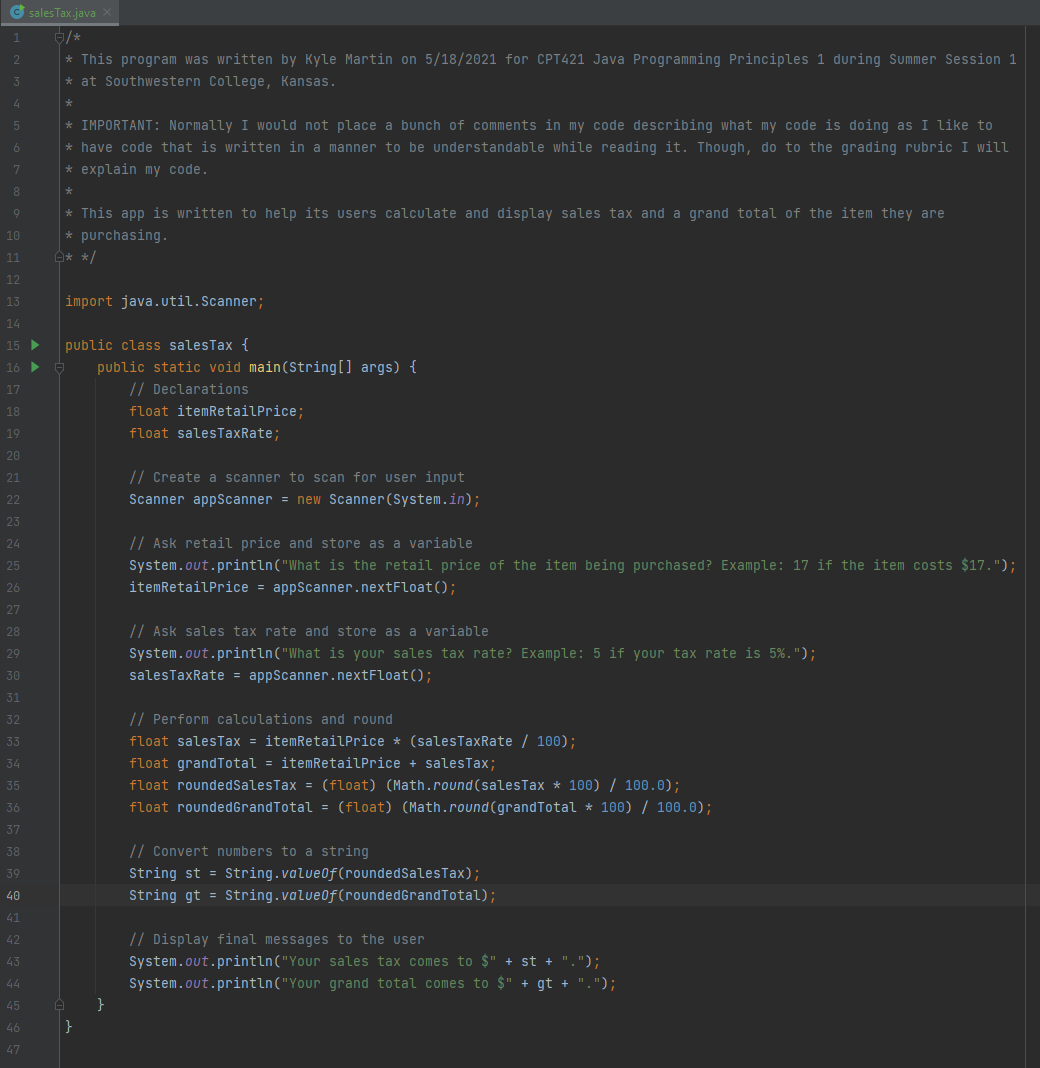 salesTax.java
1 /*
2 * This program was written by Kyle Martin on 5/18/2021 for CPT421 Java Programming Principles 1 during Summer Session 1
3 * at Southwestern College, Kansas.
4 *
5 * IMPORTANT: Normally I would not place a bunch of comments in my code describing what my code is doing as I like to
6 * have code that is written in a manner to be understandable while reading it. Though, do to the grading rubric I will
7 * explain my code.
8 *
9 * This app is written to help its users calculate and display sales tax and a grand total of the item they are
10 * purchasing.
11 * */
12
13 import java.util.Scanner;
14
15 public class salesTax {
16     public static void main(String[] args) {
17         // Declarations
18         float itemRetailPrice;
19         float salesTaxRate;
20
21         // Create a scanner to scan for user input
22         Scanner appScanner = new Scanner(System.in);
23
24         // Ask retail price and store as a variable
25         System.out.println("What is the retail price of the item being purchased? Example: 17 if the item costs $17.");
26         itemRetailPrice = appScanner.nextFloat();
27
28         // Ask sales tax rate and store as a variable
29         System.out.println("What is your sales tax rate? Example: 5 if your tax rate is 5%.");
30         salesTaxRate = appScanner.nextFloat();
31
32         // Perform calculations and round
33         float salesTax = itemRetailPrice * (salesTaxRate / 100);
34         float grandTotal = itemRetailPrice + salesTax;
35         float roundedSalesTax = (float) (Math.round(salesTax * 100) / 100.0);
36         float roundedGrandTotal = (float) (Math.round(grandTotal * 100) / 100.0);
37
38         // Convert numbers to a string
39         String st = String.valueOf(roundedSalesTax);
40         String gt = String.valueOf(roundedGrandTotal);
41
42         // Display final messages to the user
43         System.out.println("Your sales tax comes to $" + st + ".");
44         System.out.println("Your grand total comes to $" + gt + ".");
45     }
46 }
47